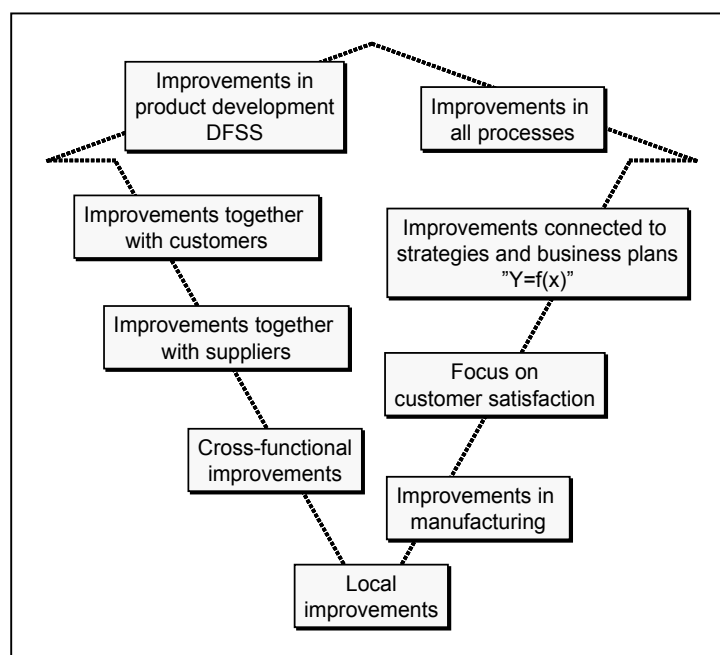 Improvements in
product development
DFSS
Improvements in
all processes
Improvements together
with customers
Improvements connected to
strategies and business plans
”Y=f(x)”
Improvements together
with suppliers
Focus on
customer satisfaction
Cross-functional
improvements
Improvements in
manufacturing
Local
improvements